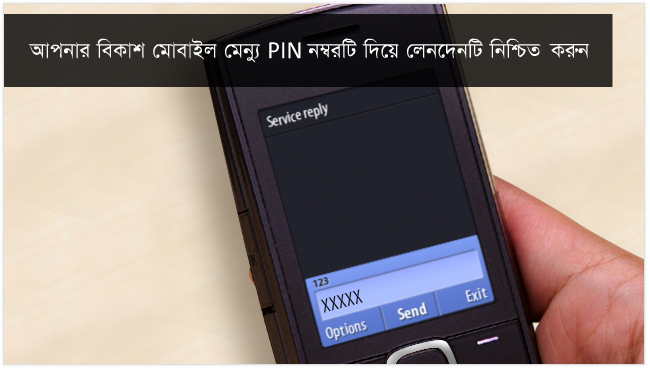 আপনার বিকাশ মোবাইল মেন্যু PIN নম্বরটি দিয়ে লেনদেনটি নিশ্চিত করুন
Service reply
123
XXXXX
Options Send Exit